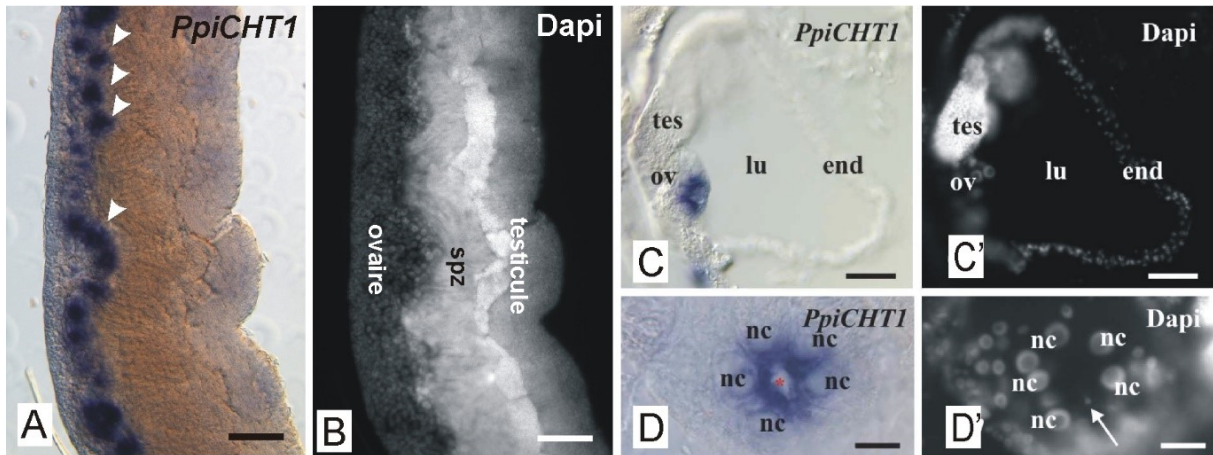 PpiCHT1
A
Dapi
ovaire
spz
testicule
B
PpiCHT1
tes
ov
lu
end
C
Dapi
tes
ov
lu
end
C'
PpiCHT1
nc
nc
nc
nc
*
nc
D
Dapi
nc
nc
nc
nc
nc
D'